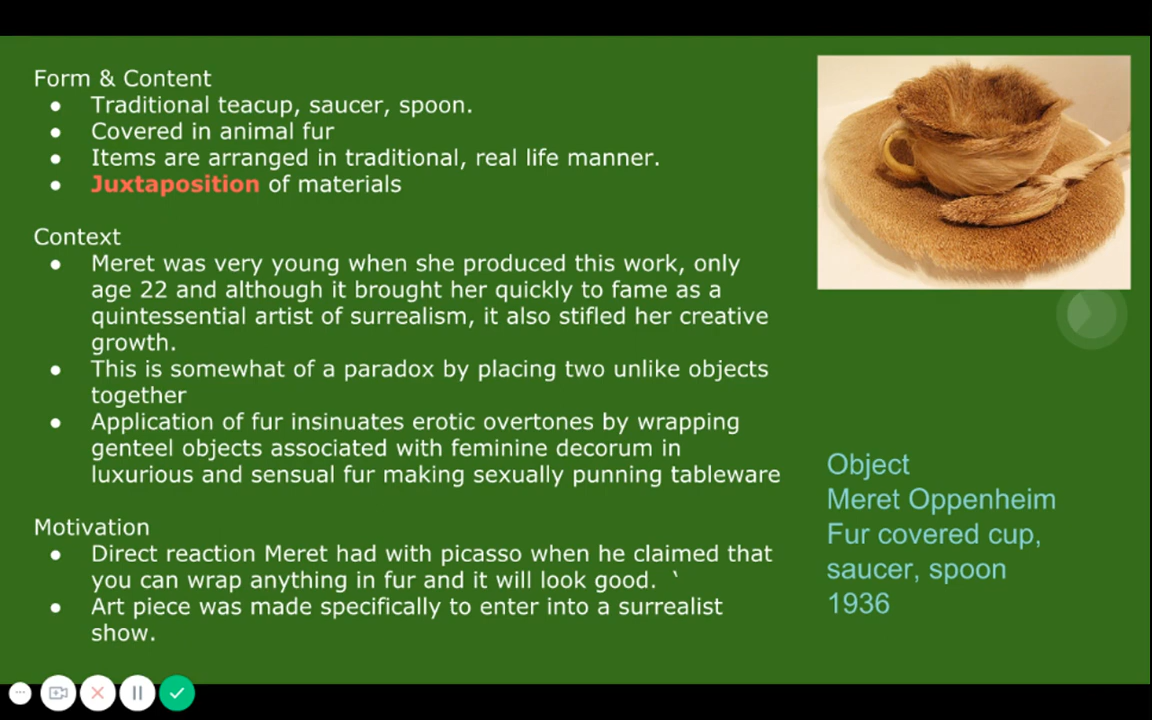 Form & Content
● Traditional teacup, saucer, spoon.
● Covered in animal fur
● Items are arranged in traditional, real life manner.
● Juxtaposition of materials
Context
● Meret was very young when she produced this work, only
age 22 and although it brought her quickly to fame as a
quintessential artist of surrealism, it also stifled her creative
growth.
● This is somewhat of a paradox by placing two unlike objects
together
● Application of fur insinuates erotic overtones by wrapping
genteel objects associated with feminine decorum in
luxurious and sensual fur making sexually punning tableware
Motivation
● Direct reaction Meret had with picasso when he claimed that
you can wrap anything in fur and it will look good. ‵
● Art piece was made specifically to enter into a surrealist
show.
Object
Meret Oppenheim
Fur covered cup,
saucer, spoon
1936